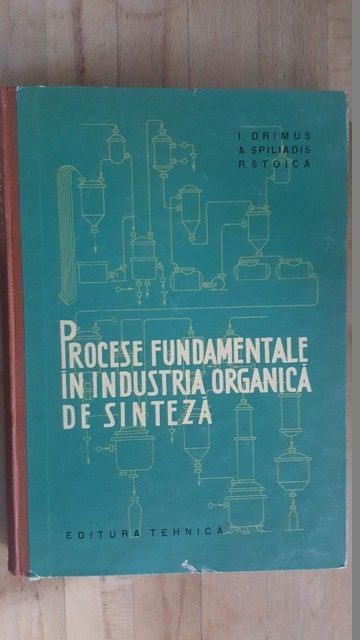 I. DRIMUȘ
A. SPILIADIS
R. STOICA
PROCESE FUNDAMENTALE
ÎN INDUSTRIA ORGANICĂ
DE SINTEZĂ
EDITURA TEHNICĂ